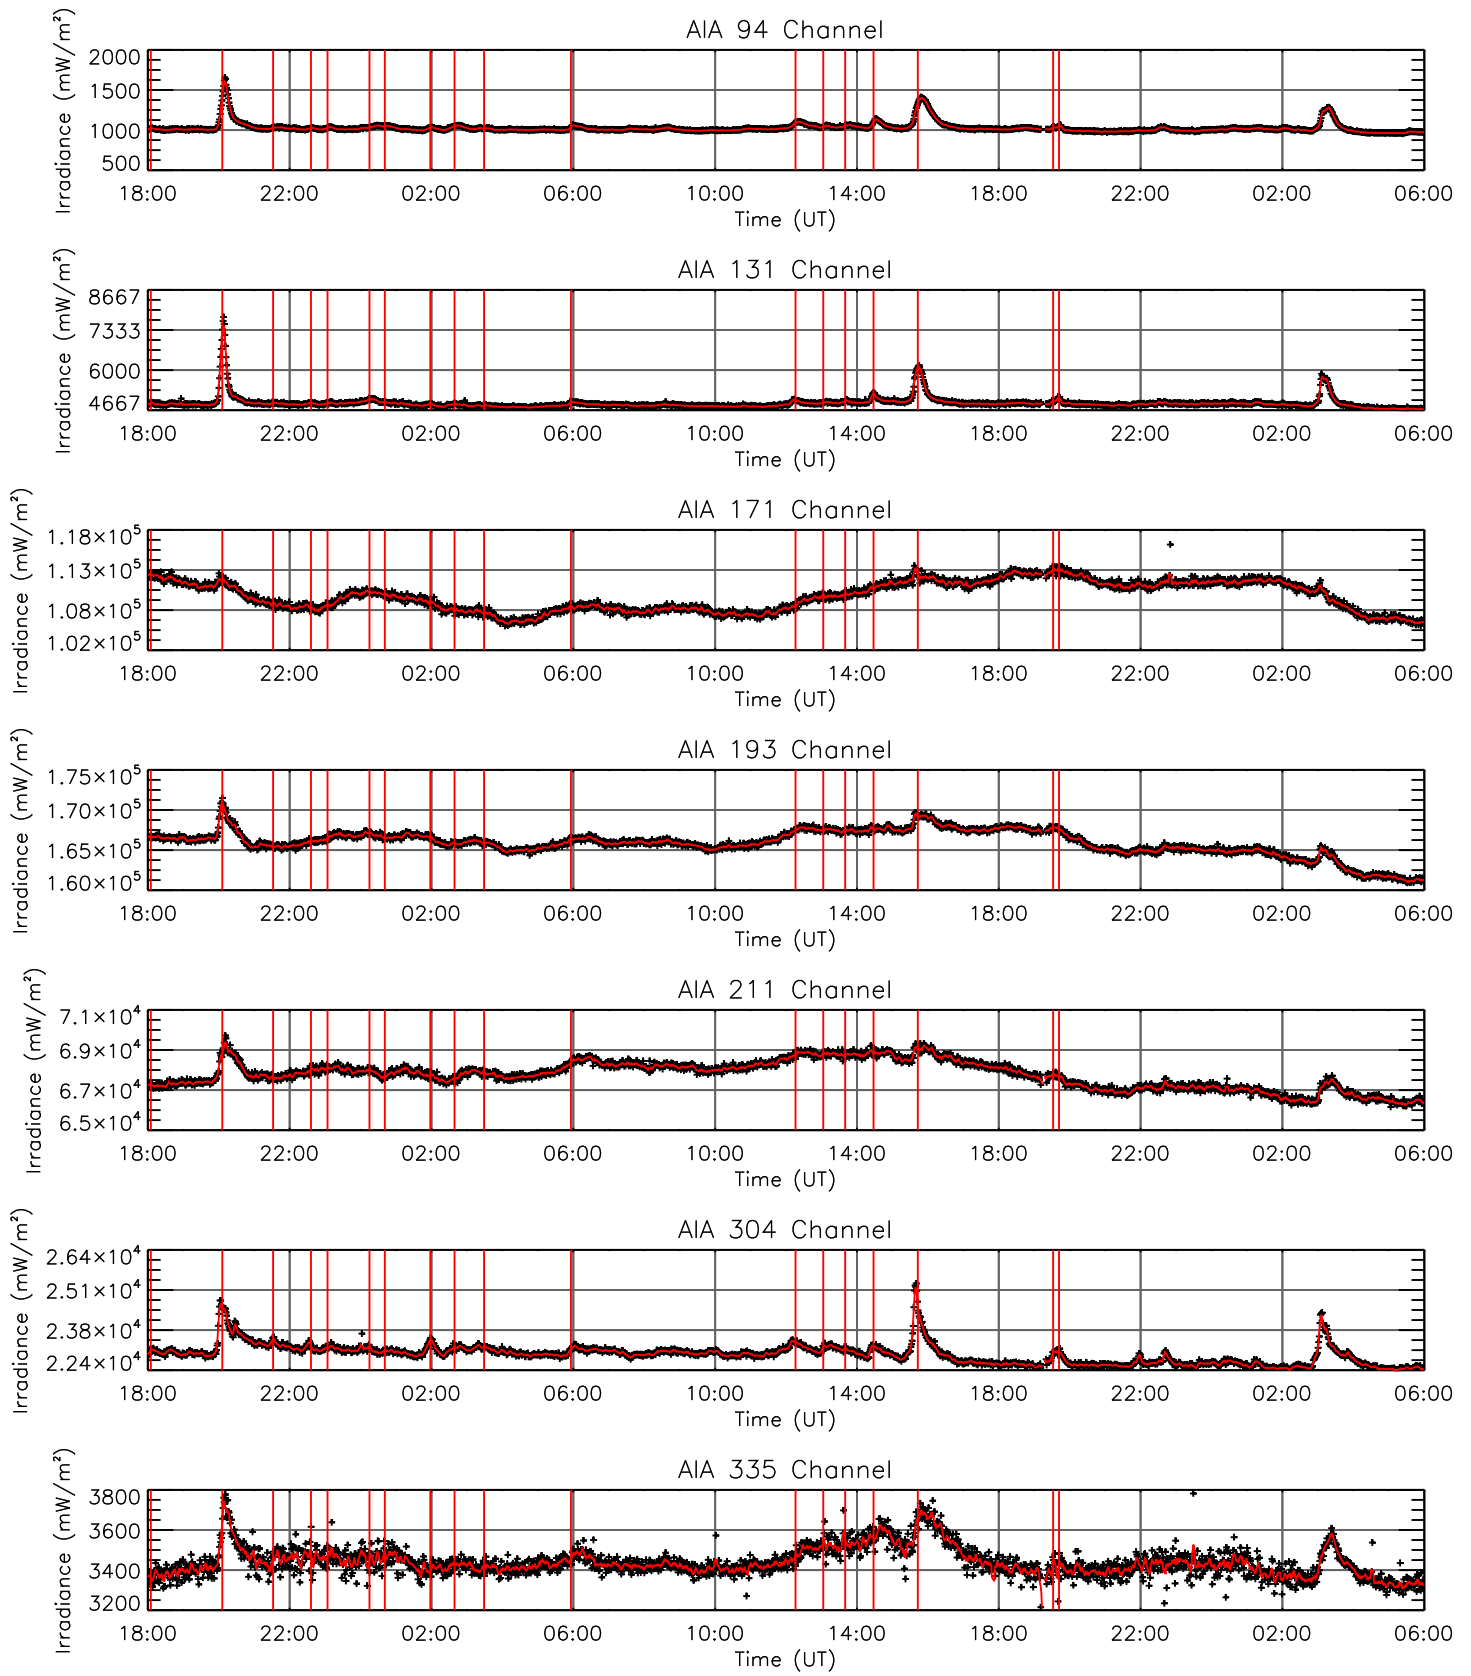 AIA 94 Channel
Irradiance (mW/m²)
2000
1500
1000
500
18:00 22:00 02:00 06:00 10:00 14:00 18:00 22:00 02:00 06:00
Time (UT)
AIA 131 Channel
Irradiance (mW/m²)
8667
7333
6000
4667
18:00 22:00 02:00 06:00 10:00 14:00 18:00 22:00 02:00 06:00
Time (UT)
AIA 171 Channel
Irradiance (mW/m²)
1.18×10⁵
1.13×10⁵
1.08×10⁵
1.02×10⁵
18:00 22:00 02:00 06:00 10:00 14:00 18:00 22:00 02:00 06:00
Time (UT)
AIA 193 Channel
Irradiance (mW/m²)
1.75×10⁵
1.70×10⁵
1.65×10⁵
1.60×10⁵
18:00 22:00 02:00 06:00 10:00 14:00 18:00 22:00 02:00 06:00
Time (UT)
AIA 211 Channel
Irradiance (mW/m²)
7.1×10⁴
6.9×10⁴
6.7×10⁴
6.5×10⁴
18:00 22:00 02:00 06:00 10:00 14:00 18:00 22:00 02:00 06:00
Time (UT)
AIA 304 Channel
Irradiance (mW/m²)
2.64×10⁴
2.51×10⁴
2.38×10⁴
2.24×10⁴
18:00 22:00 02:00 06:00 10:00 14:00 18:00 22:00 02:00 06:00
Time (UT)
AIA 335 Channel
Irradiance (mW/m²)
3800
3600
3400
3200
18:00 22:00 02:00 06:00 10:00 14:00 18:00 22:00 02:00 06:00
Time (UT)